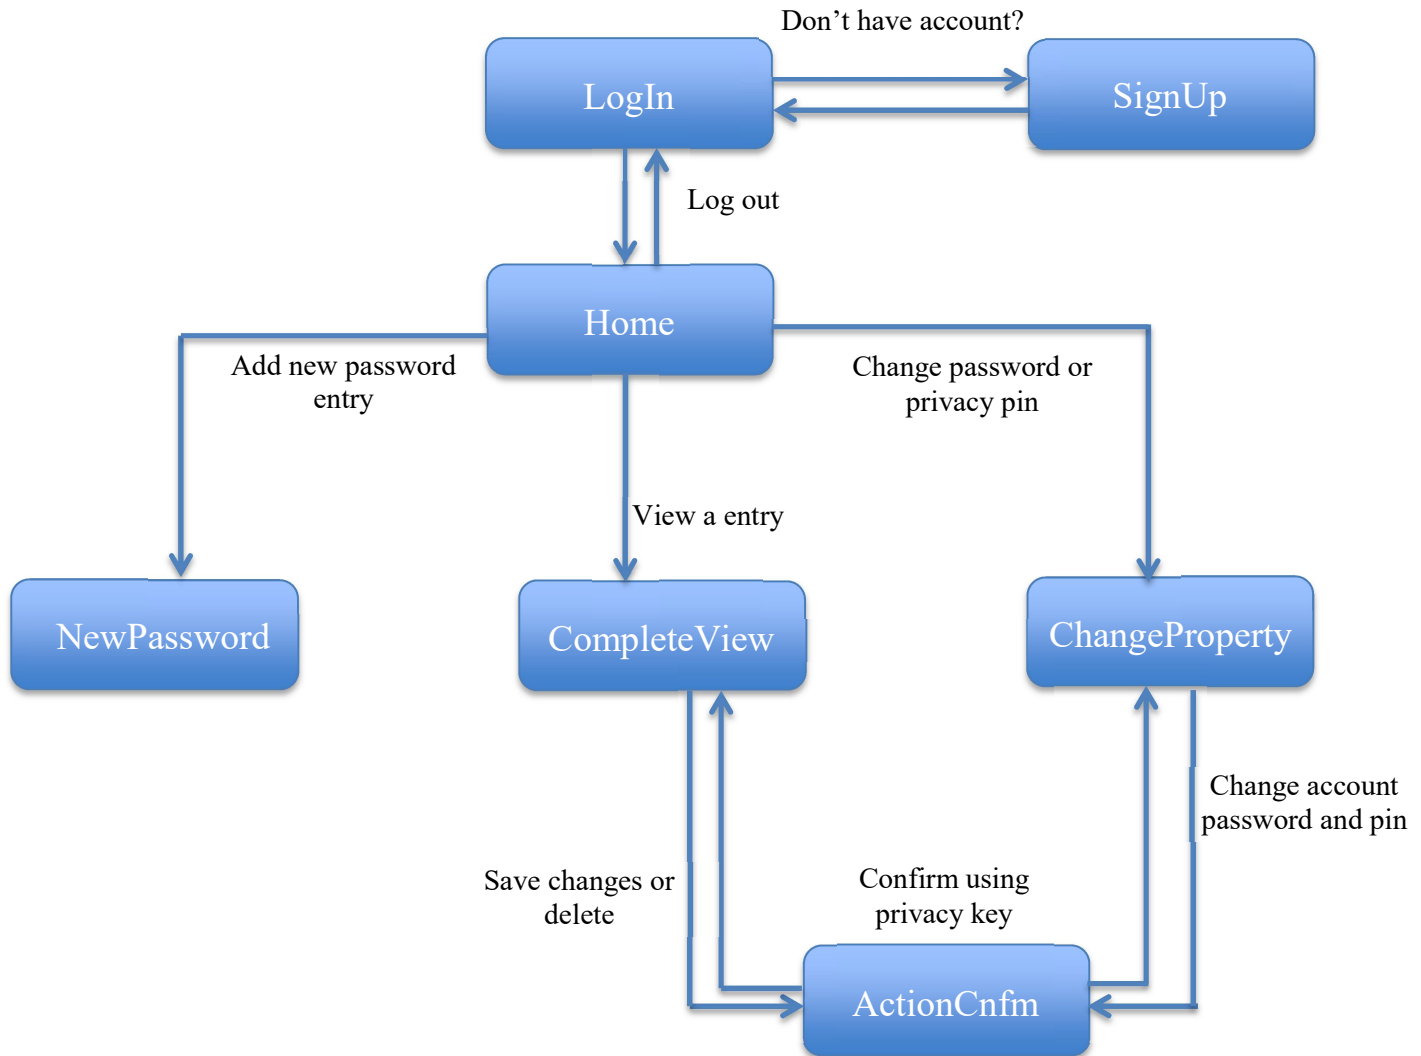 Don’t have account?
LogIn
SignUp
Log out
Home
Add new password
entry
Change password or
privacy pin
View a entry
NewPassword
CompleteView
ChangeProperty
Change account
password and pin
Save changes or
delete
Confirm using
privacy key
ActionCnfm